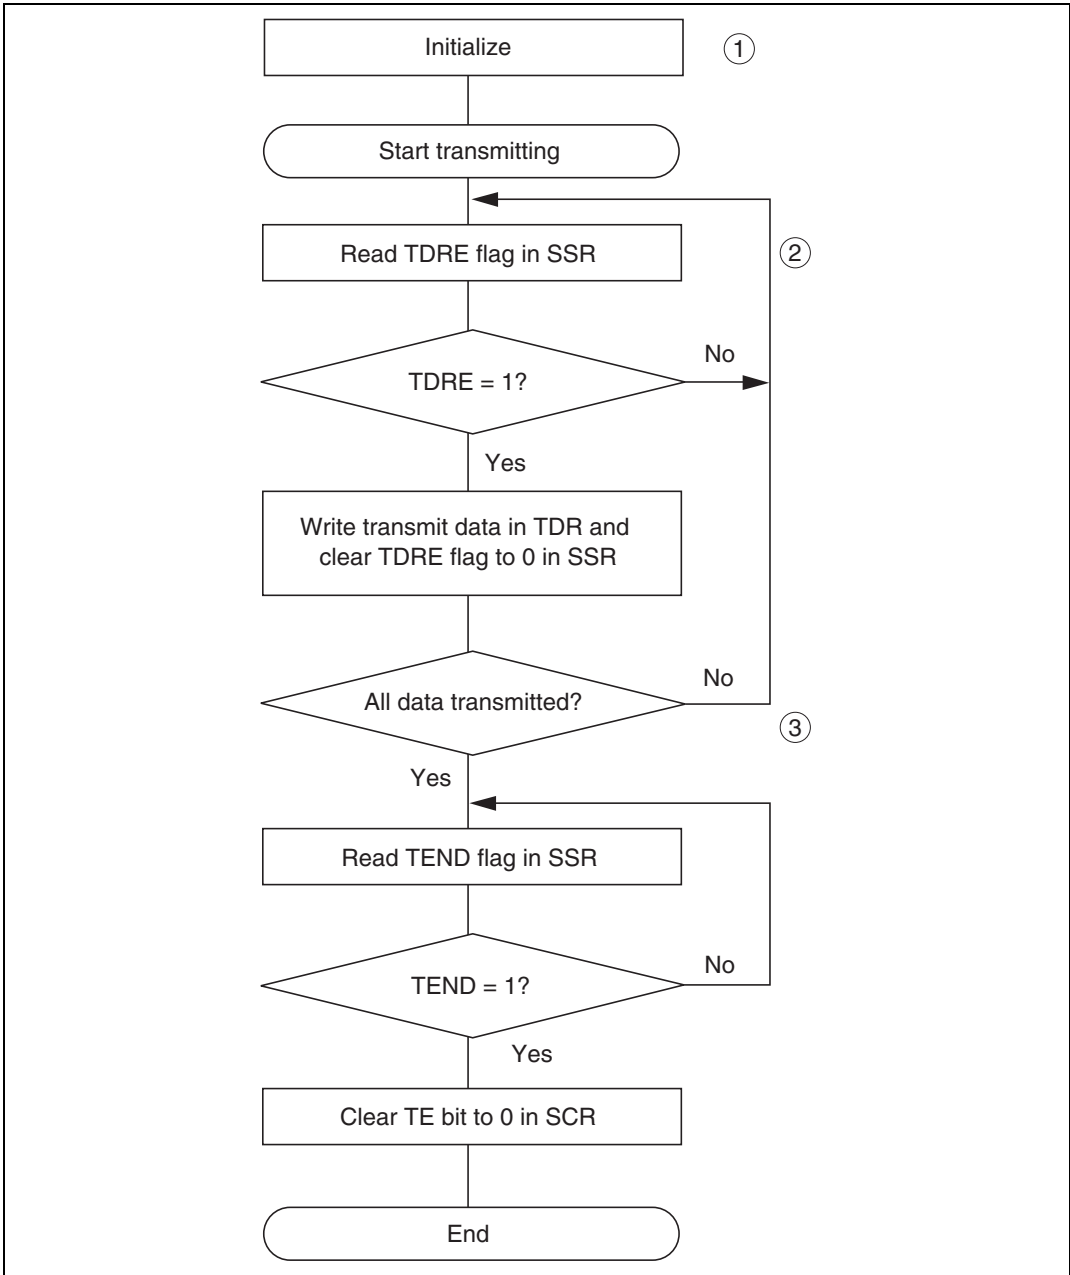 Initialize
①
Start transmitting
Read TDRE flag in SSR
②
No
TDRE = 1?
Yes
Write transmit data in TDR and
clear TDRE flag to 0 in SSR
No
All data transmitted?
③
Yes
Read TEND flag in SSR
No
TEND = 1?
Yes
Clear TE bit to 0 in SCR
End